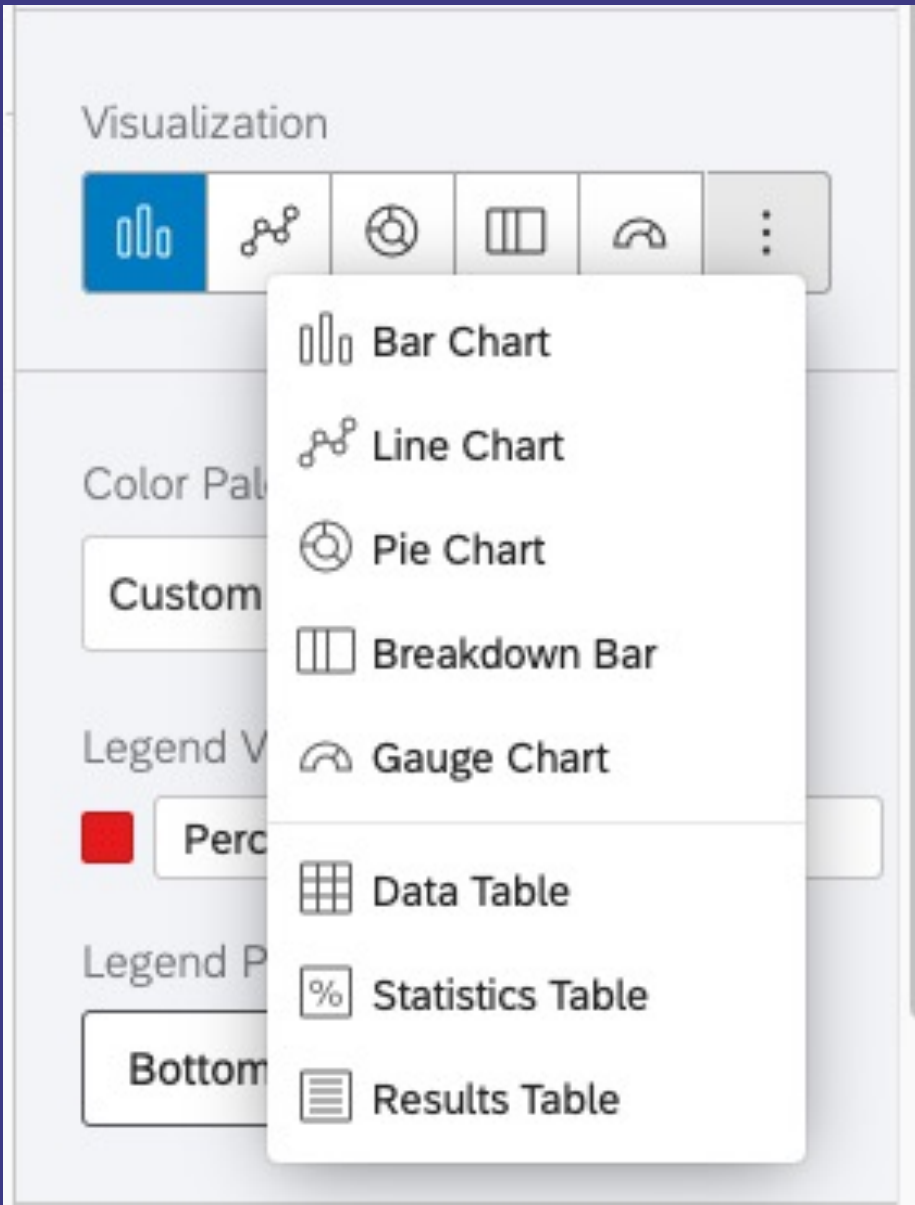 Visualization
Bar Chart
Line Chart
Color Pal
Pie Chart
Custom
Breakdown Bar
Legend V
Gauge Chart
Perc
Data Table
Legend P
% Statistics Table
Bottom
Results Table